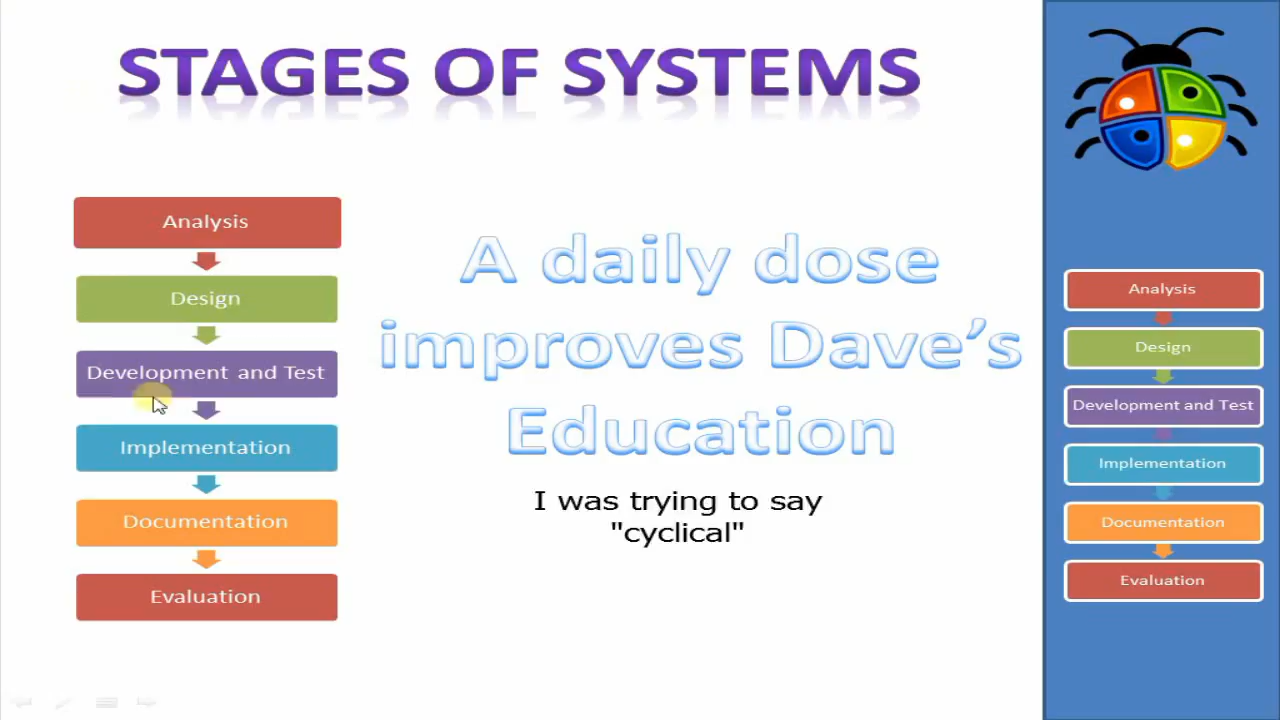 STAGES OF SYSTEMS
Analysis
Design
Development and Test
Implementation
Documentation
Evaluation
A daily dose
improves Dave’s
Education
I was trying to say
"cyclical"
Analysis
Design
Development and Test
Implementation
Documentation
Evaluation